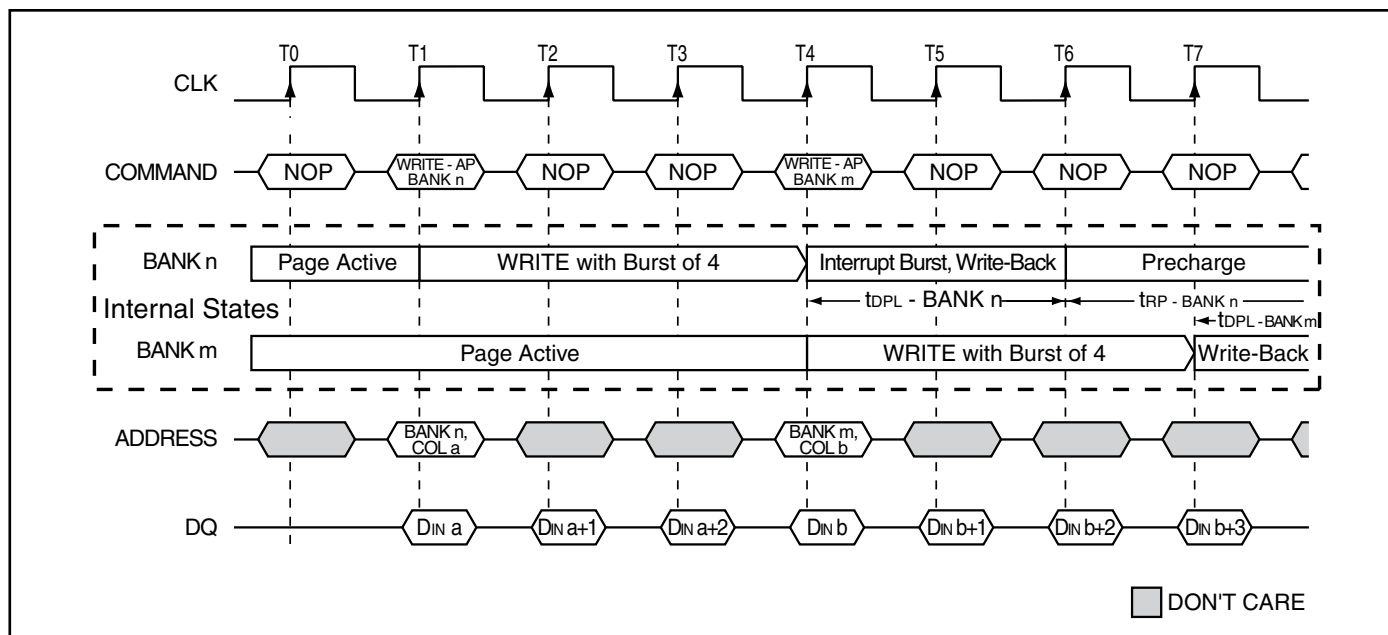 T0 T1 T2 T3 T4 T5 T6 T7
CLK
COMMAND NOP WRITE - AP NOP NOP WRITE - AP NOP NOP NOP
BANK n BANK m
BANK n Page Active WRITE with Burst of 4 Interrupt Burst, Write-Back Precharge
tDPL - BANK n tRP - BANK n
Internal States
tDPL - BANK m
BANK m Page Active WRITE with Burst of 4 Write-Back
ADDRESS BANK n, BANK m,
COL a COL b
DQ DIN a DIN a+1 DIN a+2 DIN b DIN b+1 DIN b+2 DIN b+3
DON'T CARE